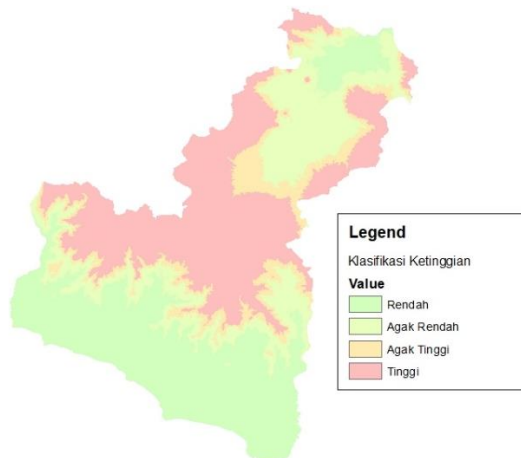 Legend
Klasifikasi Ketinggian
Value
Rendah
Agak Rendah
Agak Tinggi
Tinggi